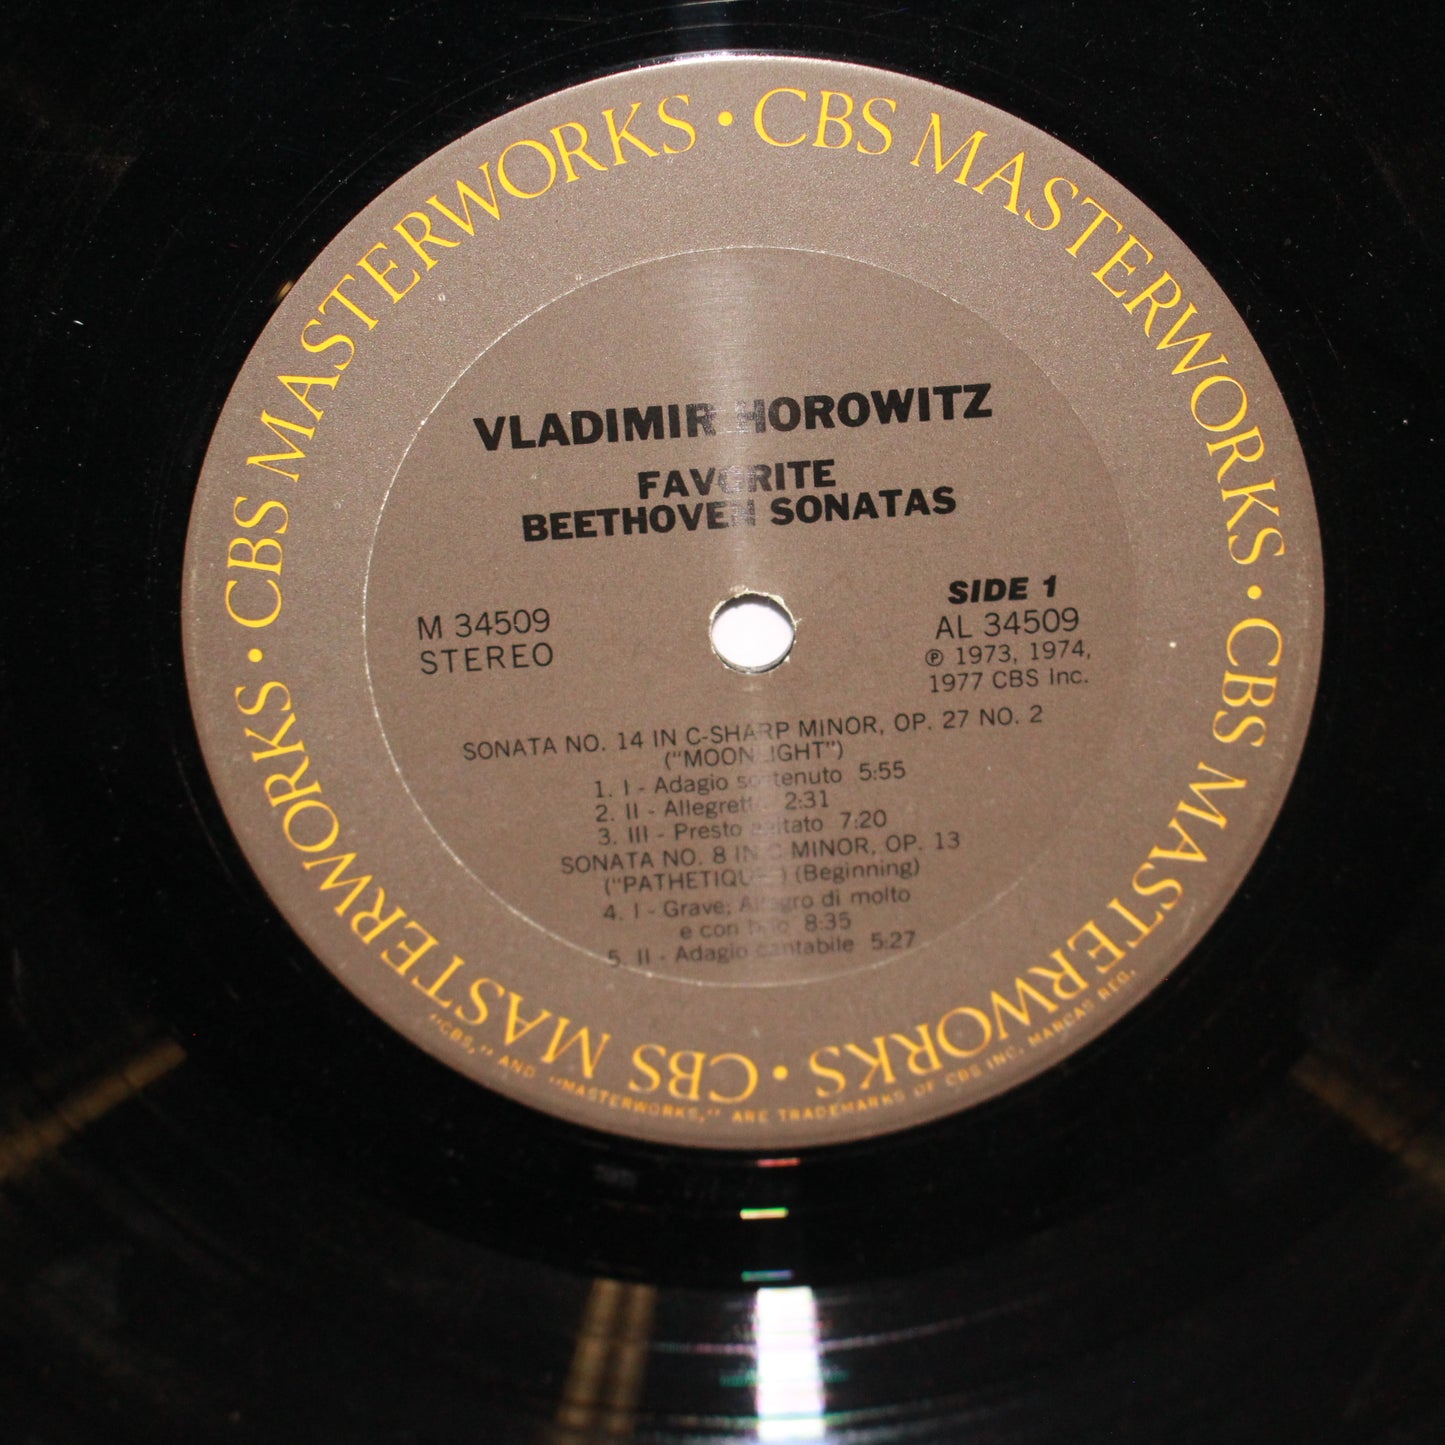 CBS MASTERWORKS · CBS MASTERWORKS · CBS MASTERWORKS · CBS MASTERWORKS ·
VLADIMIR HOROWITZ
FAVORITE
BEETHOVEN SONATAS
SIDE 1
M 34509
AL 34509
STEREO
℗ 1973, 1974,
1977 CBS Inc.
SONATA NO. 14 IN C-SHARP MINOR, OP. 27 NO. 2
("MOONLIGHT")
1. I - Adagio sostenuto 5:55
2. II - Allegretto 2:31
3. III - Presto agitato 7:20
SONATA NO. 8 IN C MINOR, OP. 13
("PATHETIQUE") (Beginning)
4. I - Grave; Allegro di molto
e con brio 8:35
5. II - Adagio cantabile 5:27
"CBS," AND "MASTERWORKS," ARE TRADEMARKS OF CBS INC. MARCAS REG.